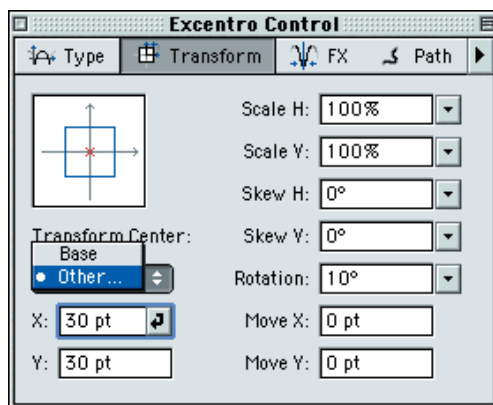 Excentro Control
Type Transform FX Path
Scale H: 100%
Scale V: 100%
Skew H: 0°
Transform Center: Skew V: 0°
Base
Other... Rotation: 10°
X: 30 pt Move X: 0 pt
Y: 30 pt Move Y: 0 pt